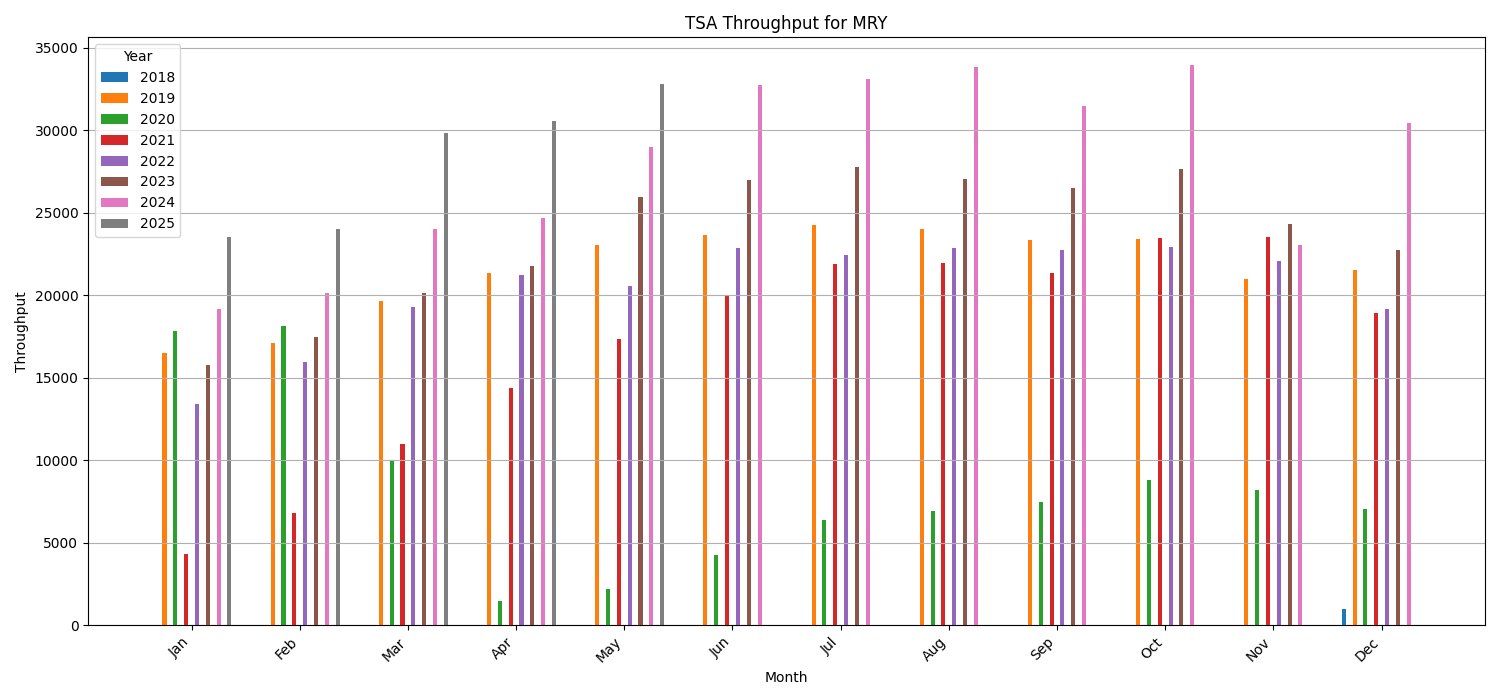 TSA Throughput for MRY
Year
2018
2019
2020
2021
2022
2023
2024
2025
35000
30000
25000
20000
15000
10000
5000
0
Throughput
Jan
Feb
Mar
Apr
May
Jun
Jul
Aug
Sep
Oct
Nov
Dec
Month